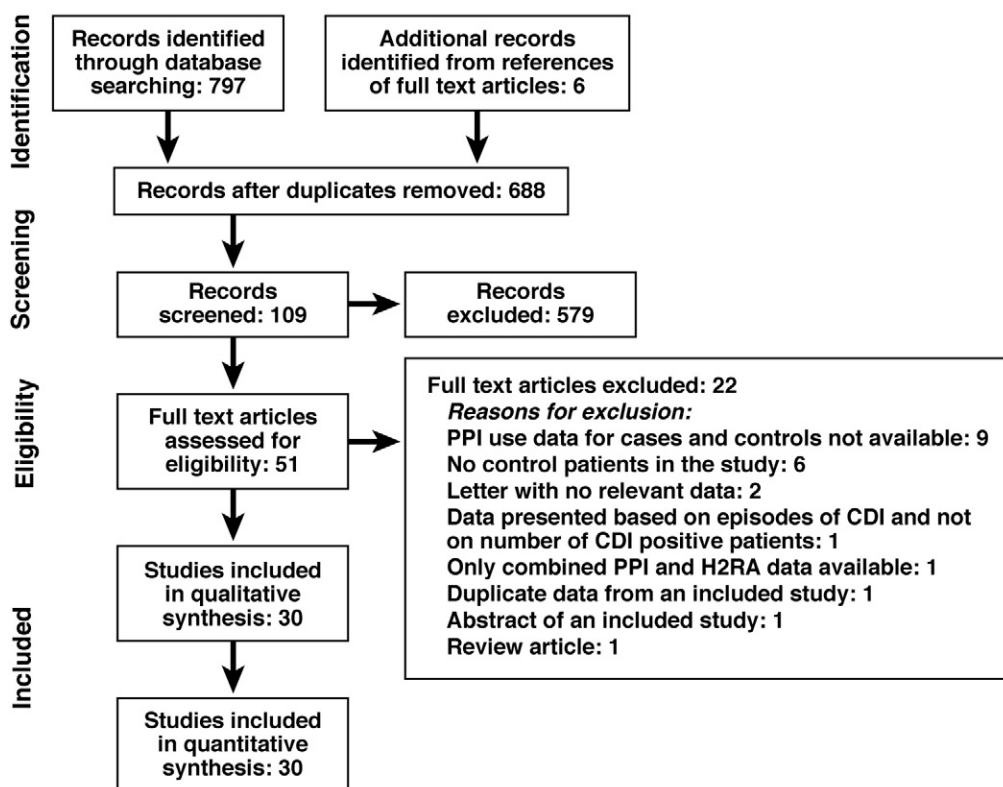 Identification
Records identified
through database
searching: 797
Additional records
identified from references
of full text articles: 6
Records after duplicates removed: 688
Screening
Records
screened: 109
Records
excluded: 579
Eligibility
Full text articles
assessed for
eligibility: 51
Full text articles excluded: 22
Reasons for exclusion:
PPI use data for cases and controls not available: 9
No control patients in the study: 6
Letter with no relevant data: 2
Data presented based on episodes of CDI and not
on number of CDI positive patients: 1
Only combined PPI and H2RA data available: 1
Duplicate data from an included study: 1
Abstract of an included study: 1
Review article: 1
Included
Studies included
in qualitative
synthesis: 30
Studies included
in quantitative
synthesis: 30